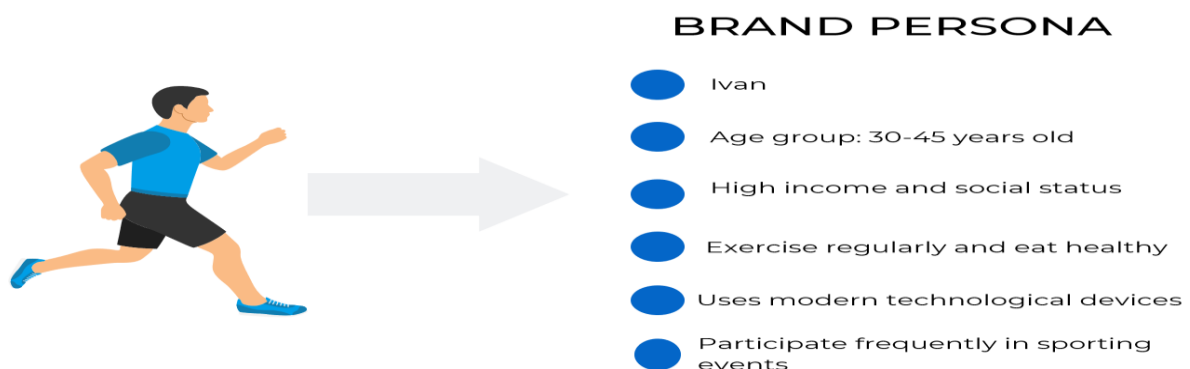 BRAND PERSONA
Ivan
Age group: 30-45 years old
High income and social status
Exercise regularly and eat healthy
Uses modern technological devices
Participate frequently in sporting
events